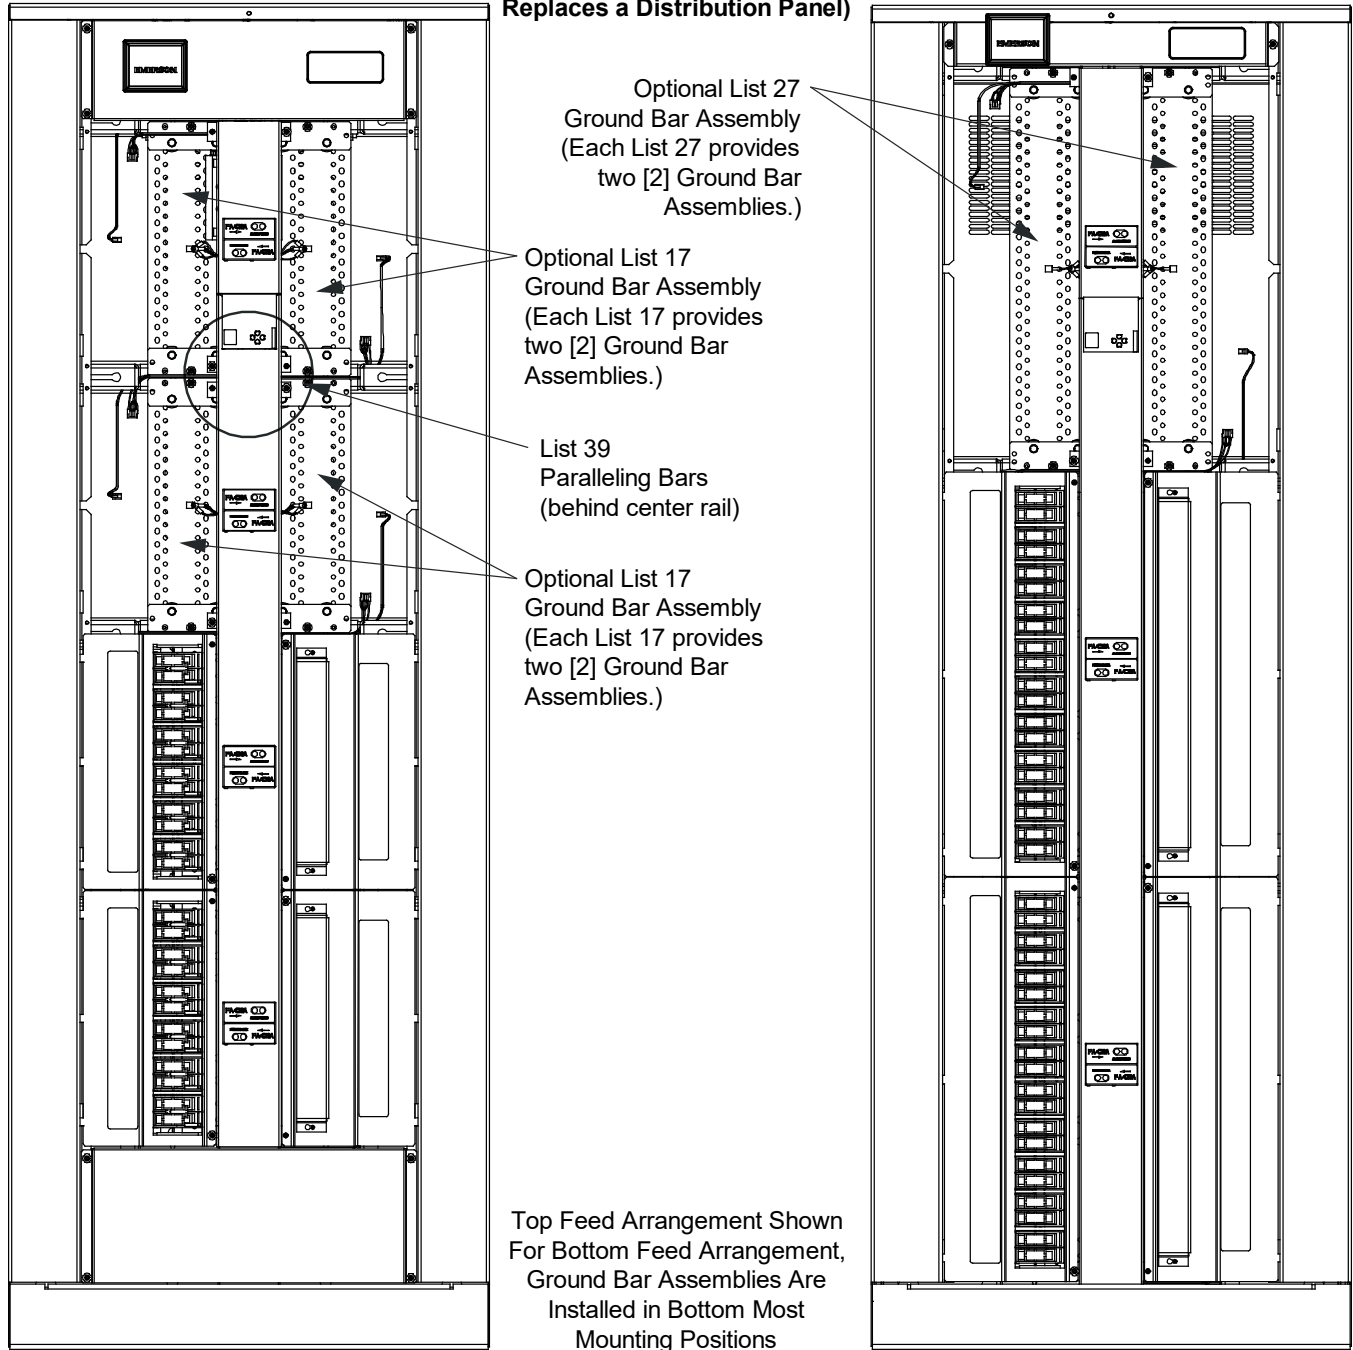 Replaces a Distribution Panel)
EMERSON
EMERSON
Optional List 27
Ground Bar Assembly
(Each List 27 provides
two [2] Ground Bar
Assemblies.)
Optional List 17
Ground Bar Assembly
(Each List 17 provides
two [2] Ground Bar
Assemblies.)
List 39
Paralleling Bars
(behind center rail)
Optional List 17
Ground Bar Assembly
(Each List 17 provides
two [2] Ground Bar
Assemblies.)
Top Feed Arrangement Shown
For Bottom Feed Arrangement,
Ground Bar Assemblies Are
Installed in Bottom Most
Mounting Positions